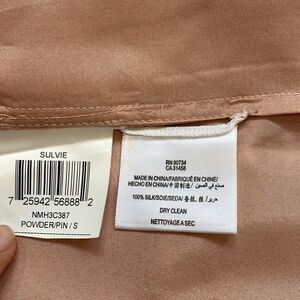 SULVIE
7 25942 56888 2
NMH3C387
POWDER/PIN / S
RN 80734
CA 31458
MADE IN CHINA/FABRIQUÉ EN CHINE/
HECHO EN CHINA/中国制造/ صنع في الصين
100% SILK/SOIE/SEDA/蚕丝, 丝/ حرير
DRY CLEAN
NETTOYAGE A SEC